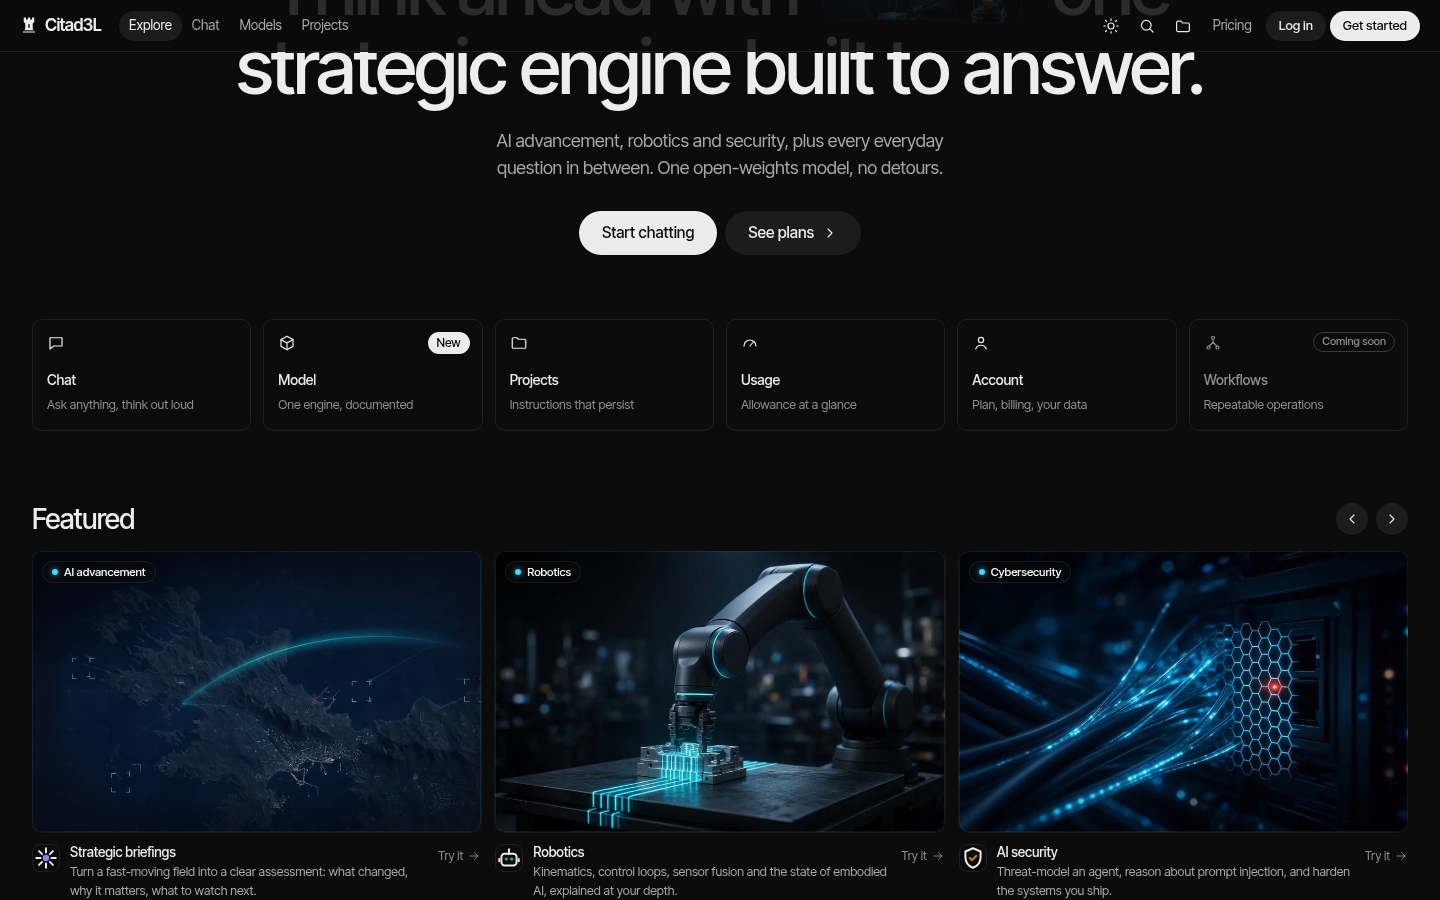 Citad3L
Explore
Chat
Models
Projects
Pricing
Log in
Get started
Think ahead with one
strategic engine built to answer.
AI advancement, robotics and security, plus every everyday
question in between. One open-weights model, no detours.
Start chatting
See plans
Chat
Ask anything, think out loud
New
Model
One engine, documented
Projects
Instructions that persist
Usage
Allowance at a glance
Account
Plan, billing, your data
Coming soon
Workflows
Repeatable operations
Featured
AI advancement
Robotics
Cybersecurity
Strategic briefings
Try it
Turn a fast-moving field into a clear assessment: what changed,
why it matters, what to watch next.
Robotics
Try it
Kinematics, control loops, sensor fusion and the state of embodied
AI, explained at your depth.
AI security
Try it
Threat-model an agent, reason about prompt injection, and harden
the systems you ship.